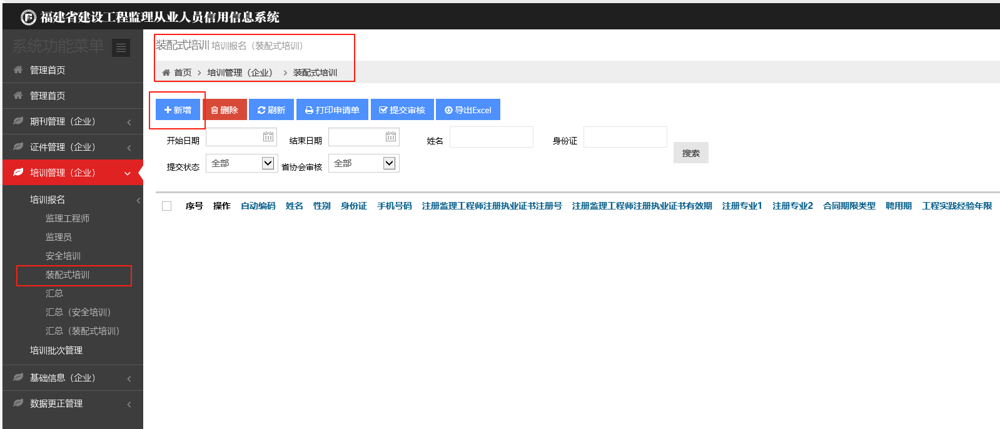 福建省建设工程监理从业人员信用信息系统
系统功能菜单
管理首页
管理首页
期刊管理（企业）
证件管理（企业）
培训管理（企业）
培训报名
监理工程师
监理员
安全培训
装配式培训
汇总
汇总（安全培训）
汇总（装配式培训）
培训批次管理
基础信息（企业）
数据更正管理
装配式培训 培训报名（装配式培训）
首页 > 培训管理（企业） > 装配式培训
新增 删除 刷新 打印申请单 提交审核 导出Excel
开始日期 结束日期 姓名 身份证
搜索
提交状态 全部 省协会审核 全部
序号 操作 自动编码 姓名 性别 身份证 手机号码 注册监理工程师注册执业证书注册号 注册监理工程师注册执业证书有效期 注册专业1 注册专业2 合同期限类型 聘用期 工程实践经验年限